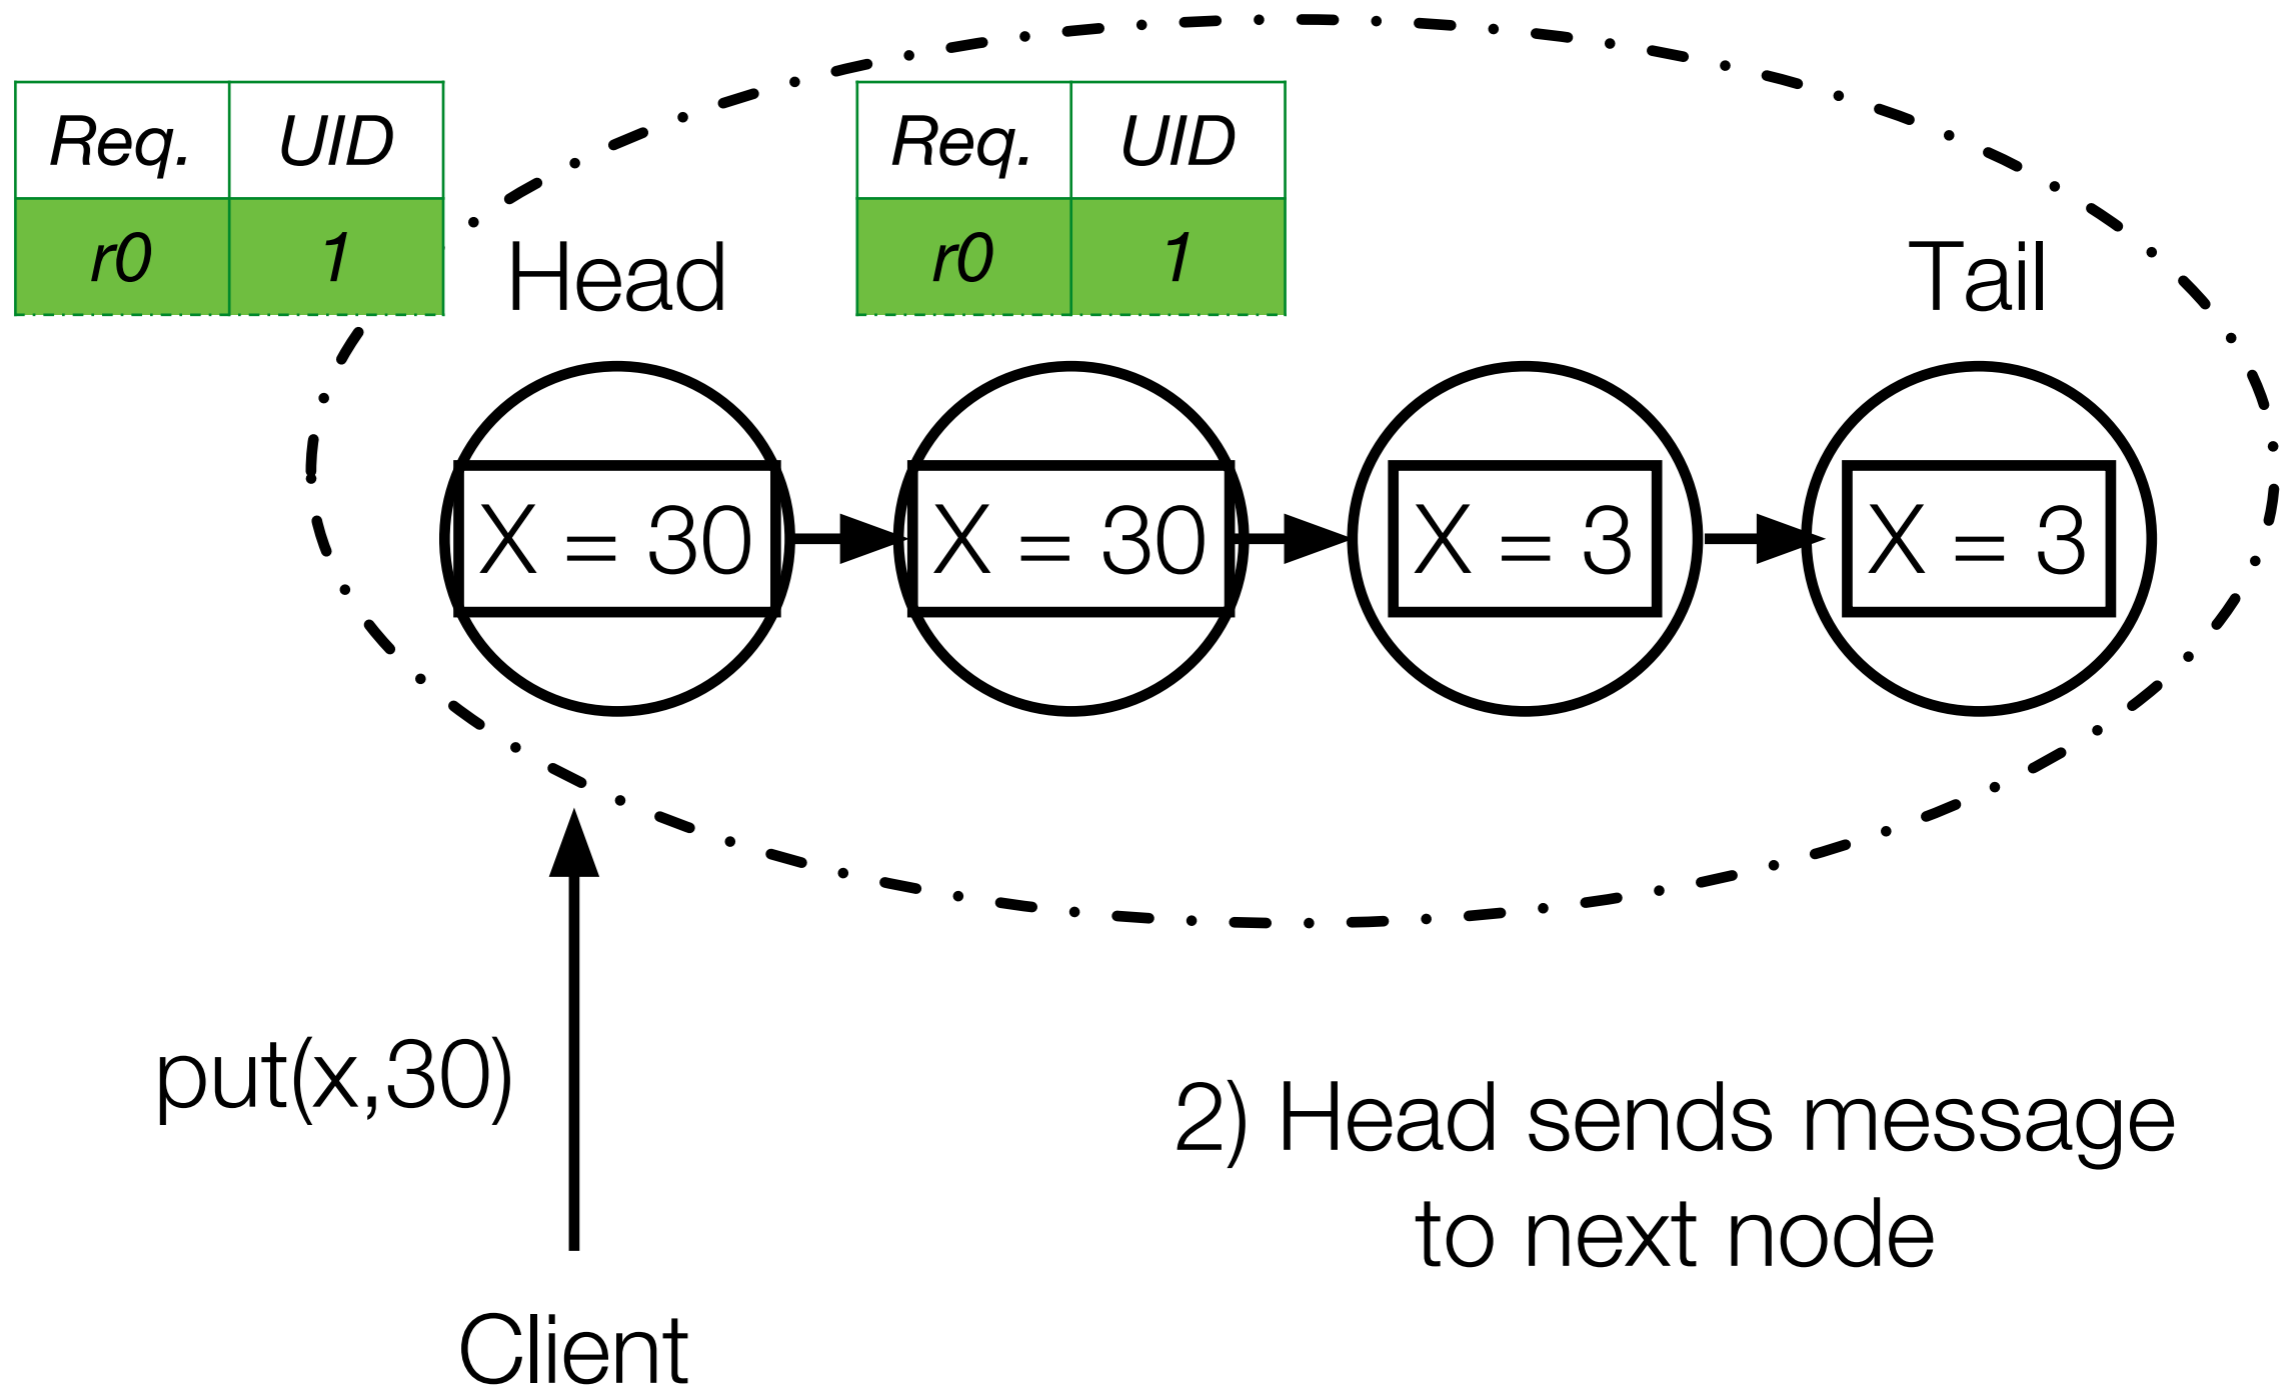 Req. UID
r0 1
Req. UID
r0 1
Head
Tail
X = 30
X = 30
X = 3
X = 3
put(x,30)
2) Head sends message
to next node
Client